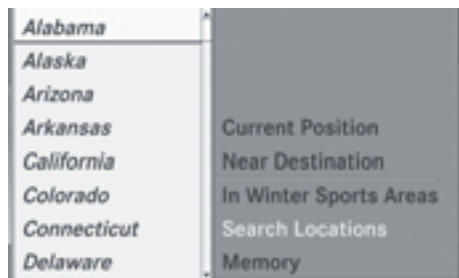 Alabama
Alaska
Arizona
Arkansas
California
Colorado
Connecticut
Delaware
Current Position
Near Destination
In Winter Sports Areas
Search Locations
Memory